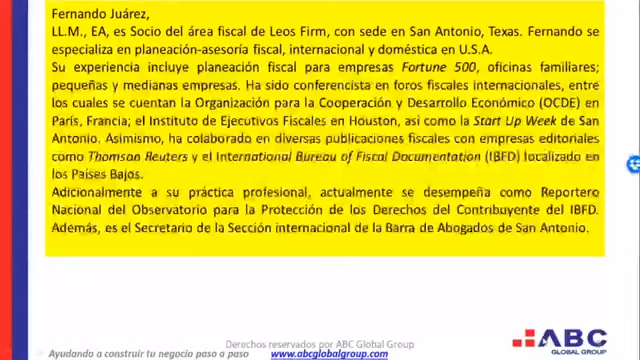 Fernando Juárez,
LL.M., EA, es Socio del área fiscal de Leos Firm, con sede en San Antonio, Texas. Fernando se
especializa en planeación-asesoría fiscal, internacional y doméstica en U.S.A.
Su experiencia incluye planeación fiscal para empresas Fortune 500, oficinas familiares;
pequeñas y medianas empresas. Ha sido conferencista en foros fiscales internacionales, entre
los cuales se cuentan la Organización para la Cooperación y Desarrollo Económico (OCDE) en
París, Francia; el Instituto de Ejecutivos Fiscales en Houston, así como la Start Up Week de San
Antonio. Asimismo, ha colaborado en diversas publicaciones fiscales con empresas editoriales
como Thomson Reuters y el International Bureau of Fiscal Documentation (IBFD) localizado en
los Países Bajos.
Adicionalmente a su práctica profesional, actualmente se desempeña como Reportero
Nacional del Observatorio para la Protección de los Derechos del Contribuyente del IBFD.
Además, es el Secretario de la Sección internacional de la Barra de Abogados de San Antonio.
Derechos reservados por ABC Global Group
Ayudando a construir tu negocio paso a paso www.abcglobalgroup.com
ABC
GLOBAL GROUP